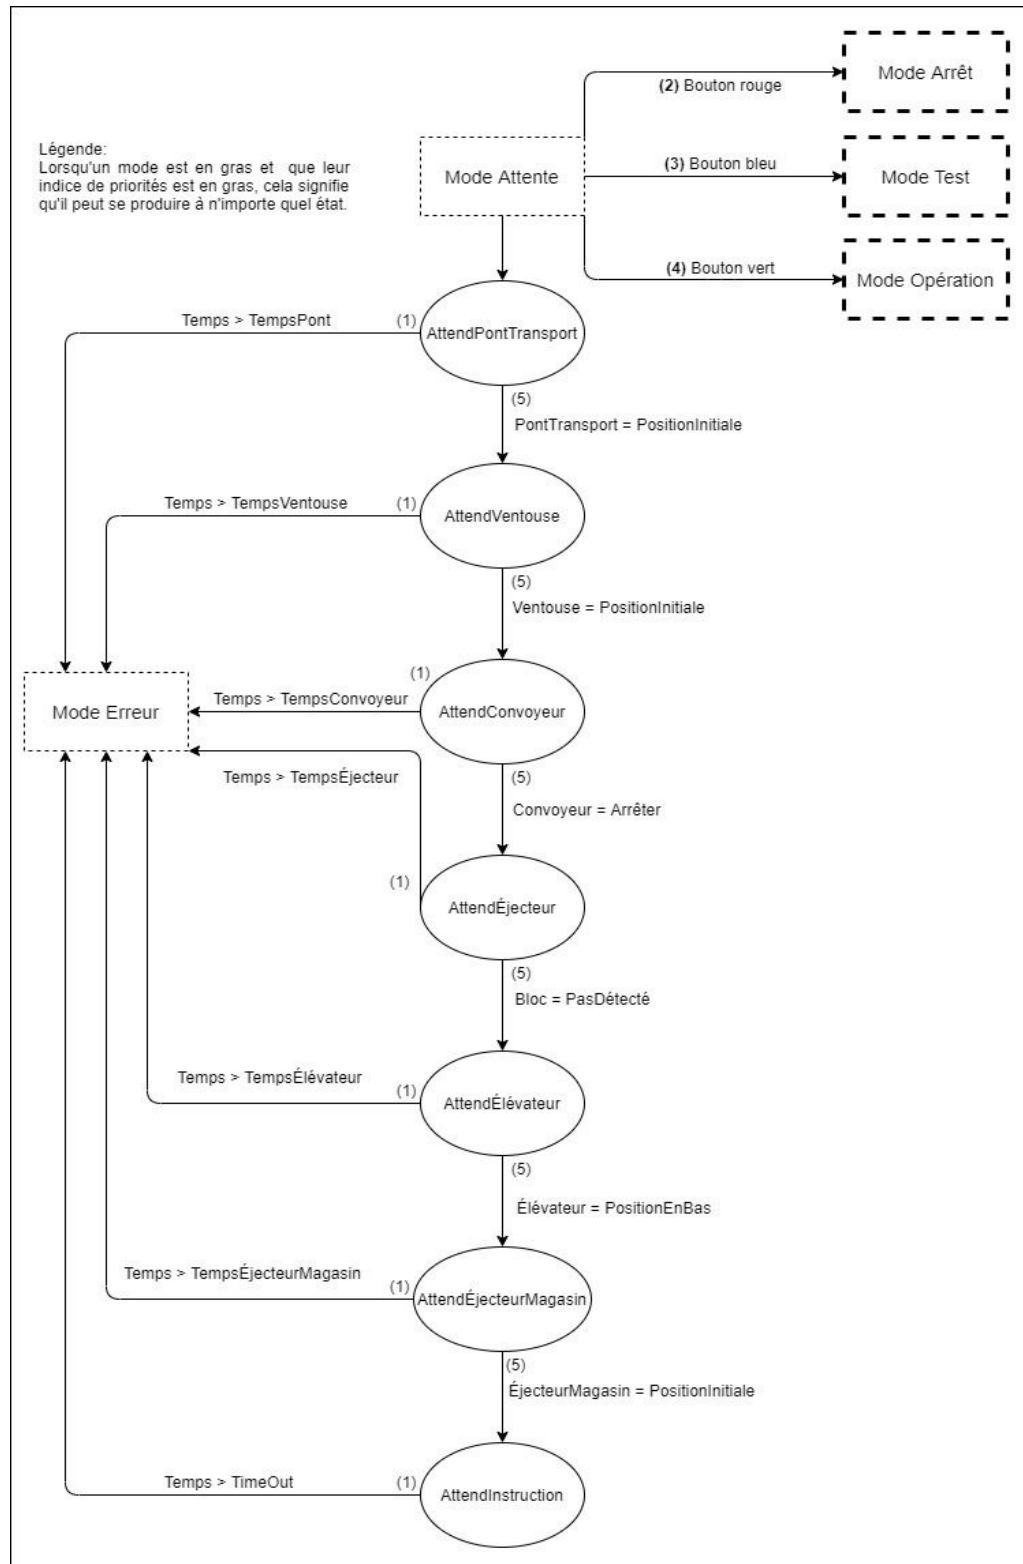 Mode Arrêt
(2) Bouton rouge
Légende:
Lorsqu'un mode est en gras et que leur
indice de priorités est en gras, cela signifie
qu'il peut se produire à n'importe quel état.
Mode Attente
(3) Bouton bleu
Mode Test
(4) Bouton vert
Mode Opération
Temps > TempsPont
(1)
AttendPontTransport
(5)
PontTransport = PositionInitiale
Temps > TempsVentouse
(1)
AttendVentouse
(5)
Ventouse = PositionInitiale
(1)
Temps > TempsConvoyeur
Mode Erreur
AttendConvoyeur
Temps > TempsÉjecteur
(5)
Convoyeur = Arrêter
(1)
AttendÉjecteur
(5)
Bloc = PasDétecté
Temps > TempsÉlévateur
(1)
AttendÉlévateur
(5)
Élévateur = PositionEnBas
Temps > TempsÉjecteurMagasin
(1)
AttendÉjecteurMagasin
(5)
ÉjecteurMagasin = PositionInitiale
Temps > TimeOut
(1)
AttendInstruction